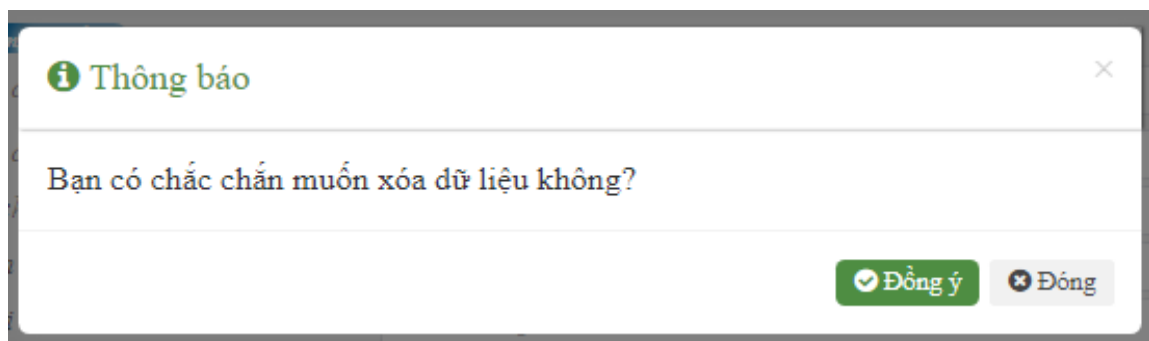 Thông báo
Bạn có chắc chắn muốn xóa dữ liệu không?
Đồng ý Đóng